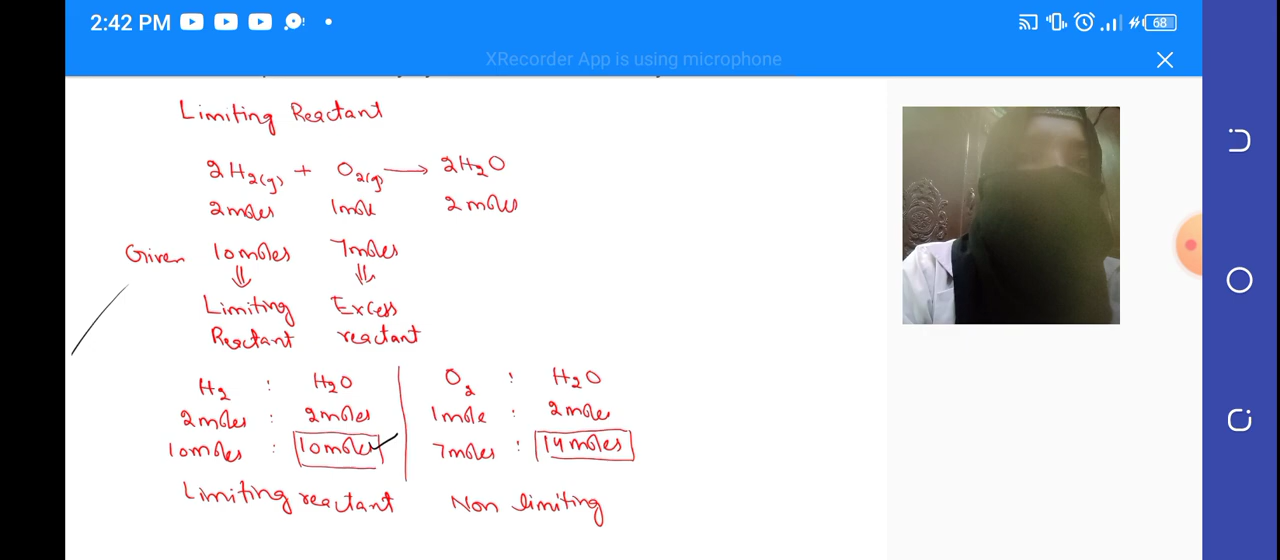 2:42 PM
68
XRecorder App is using microphone
Limiting Reactant
2H2(g) + O2(g) → 2H2O
2moles 1mole 2moles
Given 10moles 7moles
⇓ ⇓
Limiting Excess
Reactant reactant
H2 : H2O
2moles : 2moles
10moles : 10moles ✓
Limiting reactant
O2 : H2O
1mole : 2mole
7moles : 14moles
Non limiting